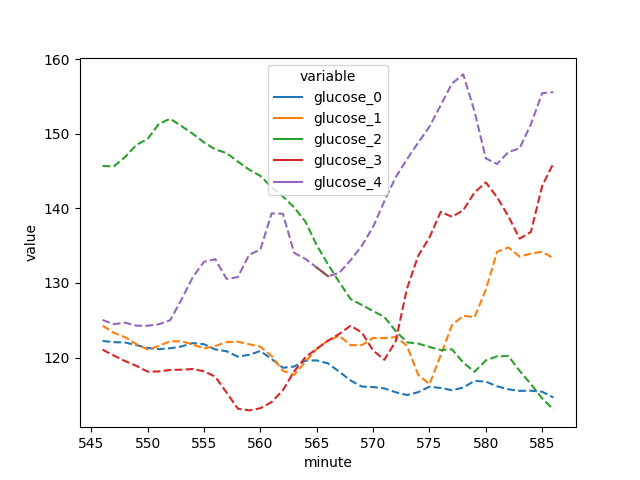 160
150
140
130
120
value
variable
glucose_0
glucose_1
glucose_2
glucose_3
glucose_4
545 550 555 560 565 570 575 580 585
minute